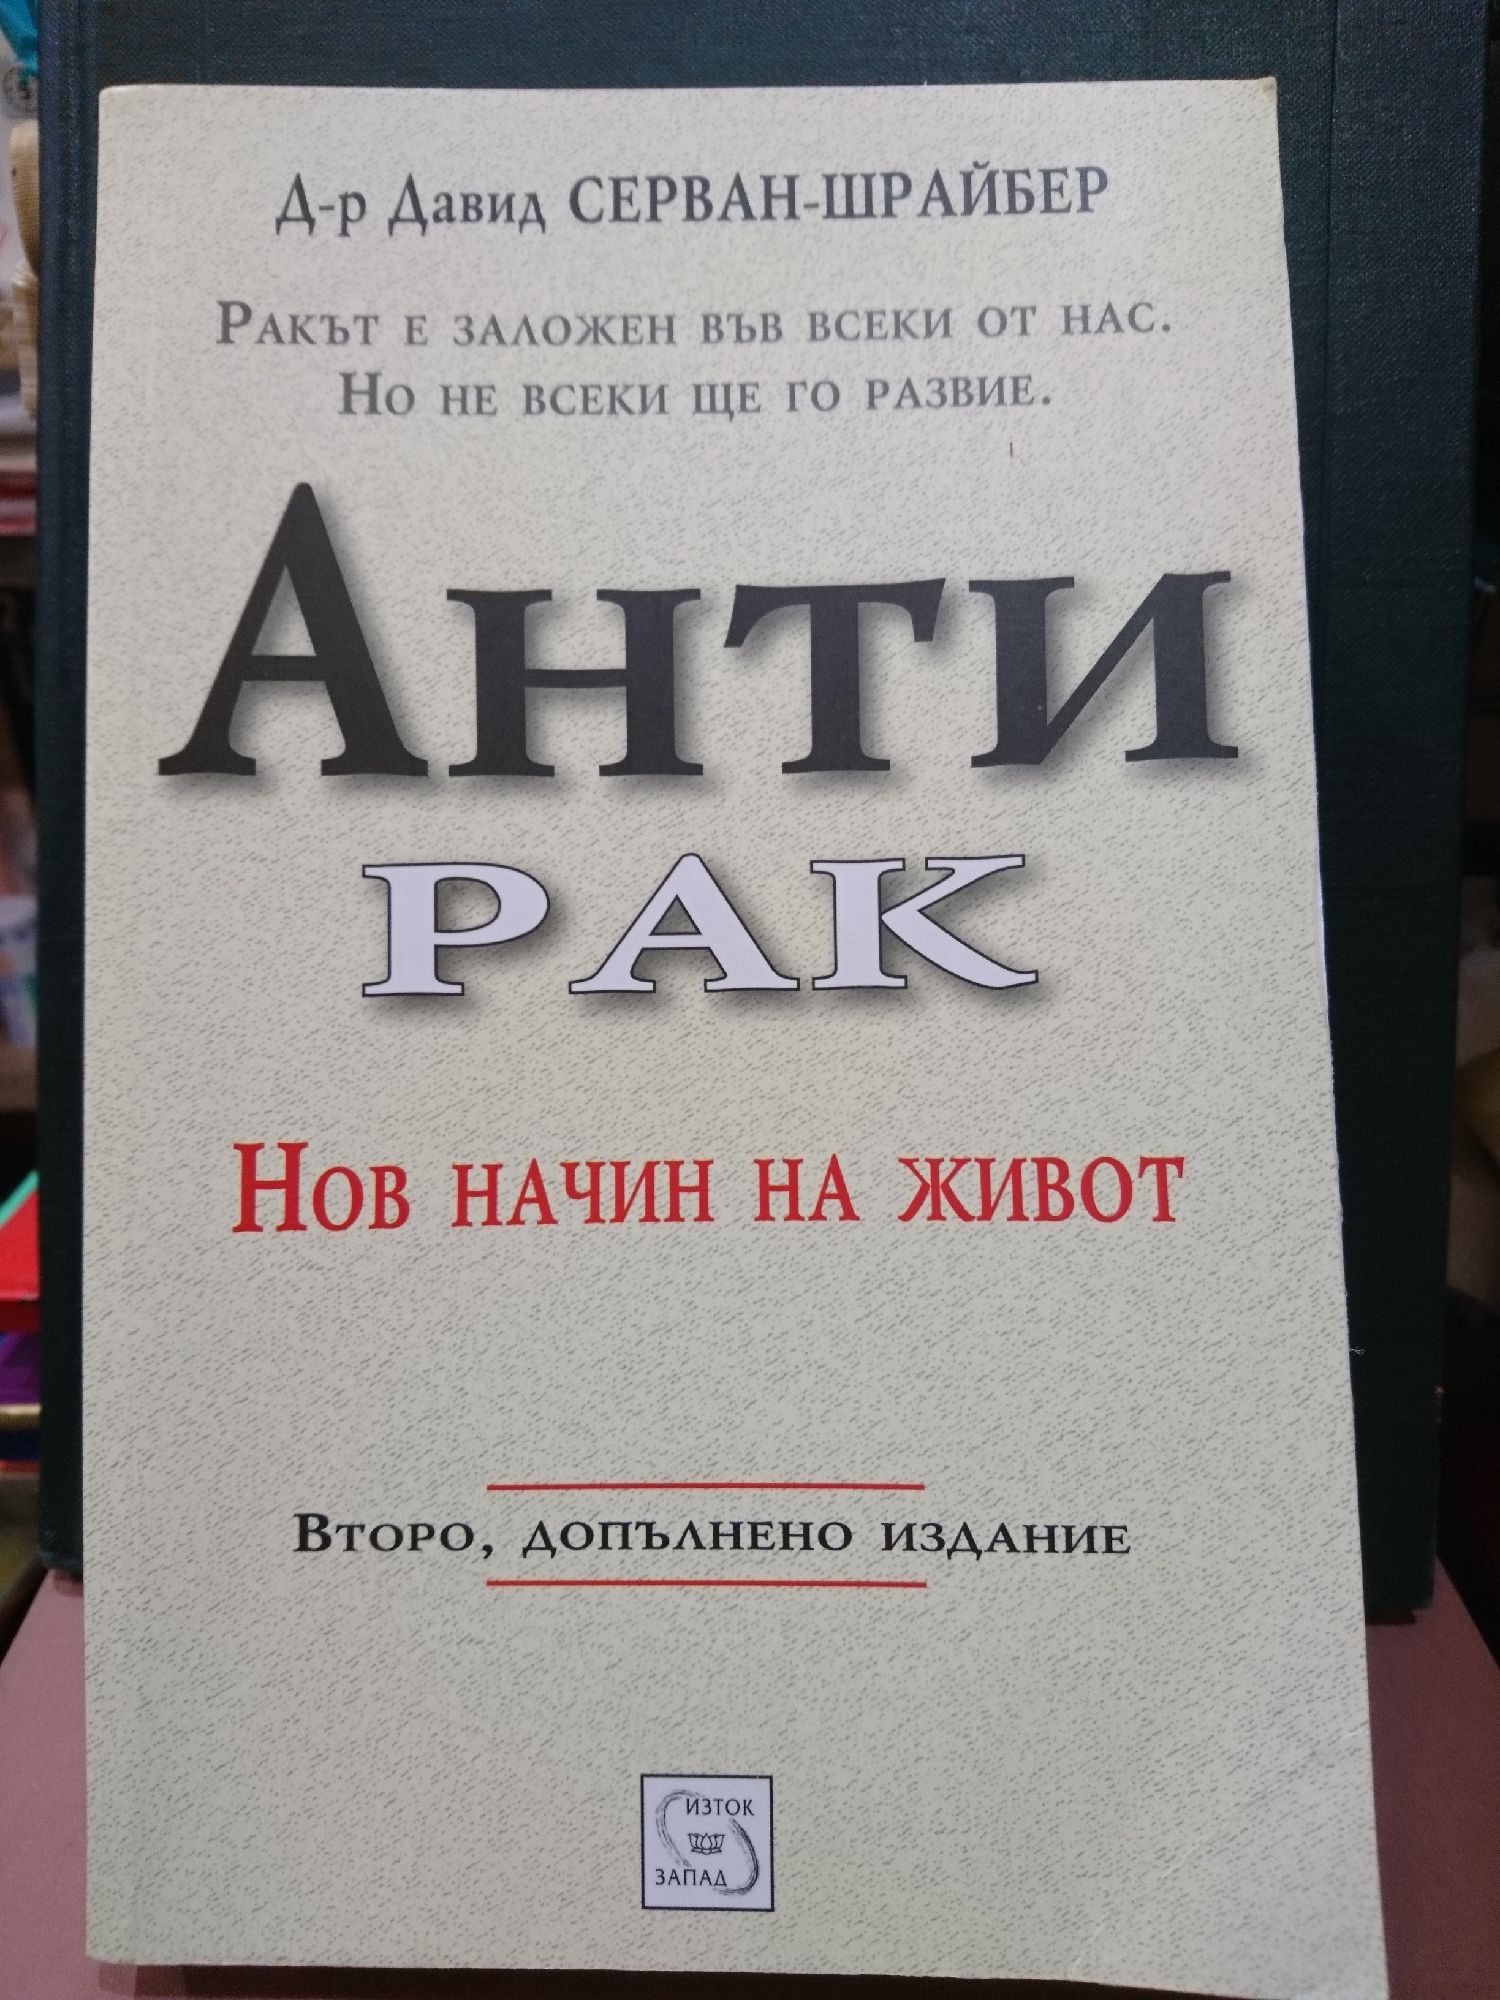 Д-р Давид СЕРВАН-ШРАЙБЕР
Ракът е заложен във всеки от нас.
Но не всеки ще го развие.
Анти
рак
Нов начин на живот
Второ, допълнено издание
ИЗТОК
ЗАПАД